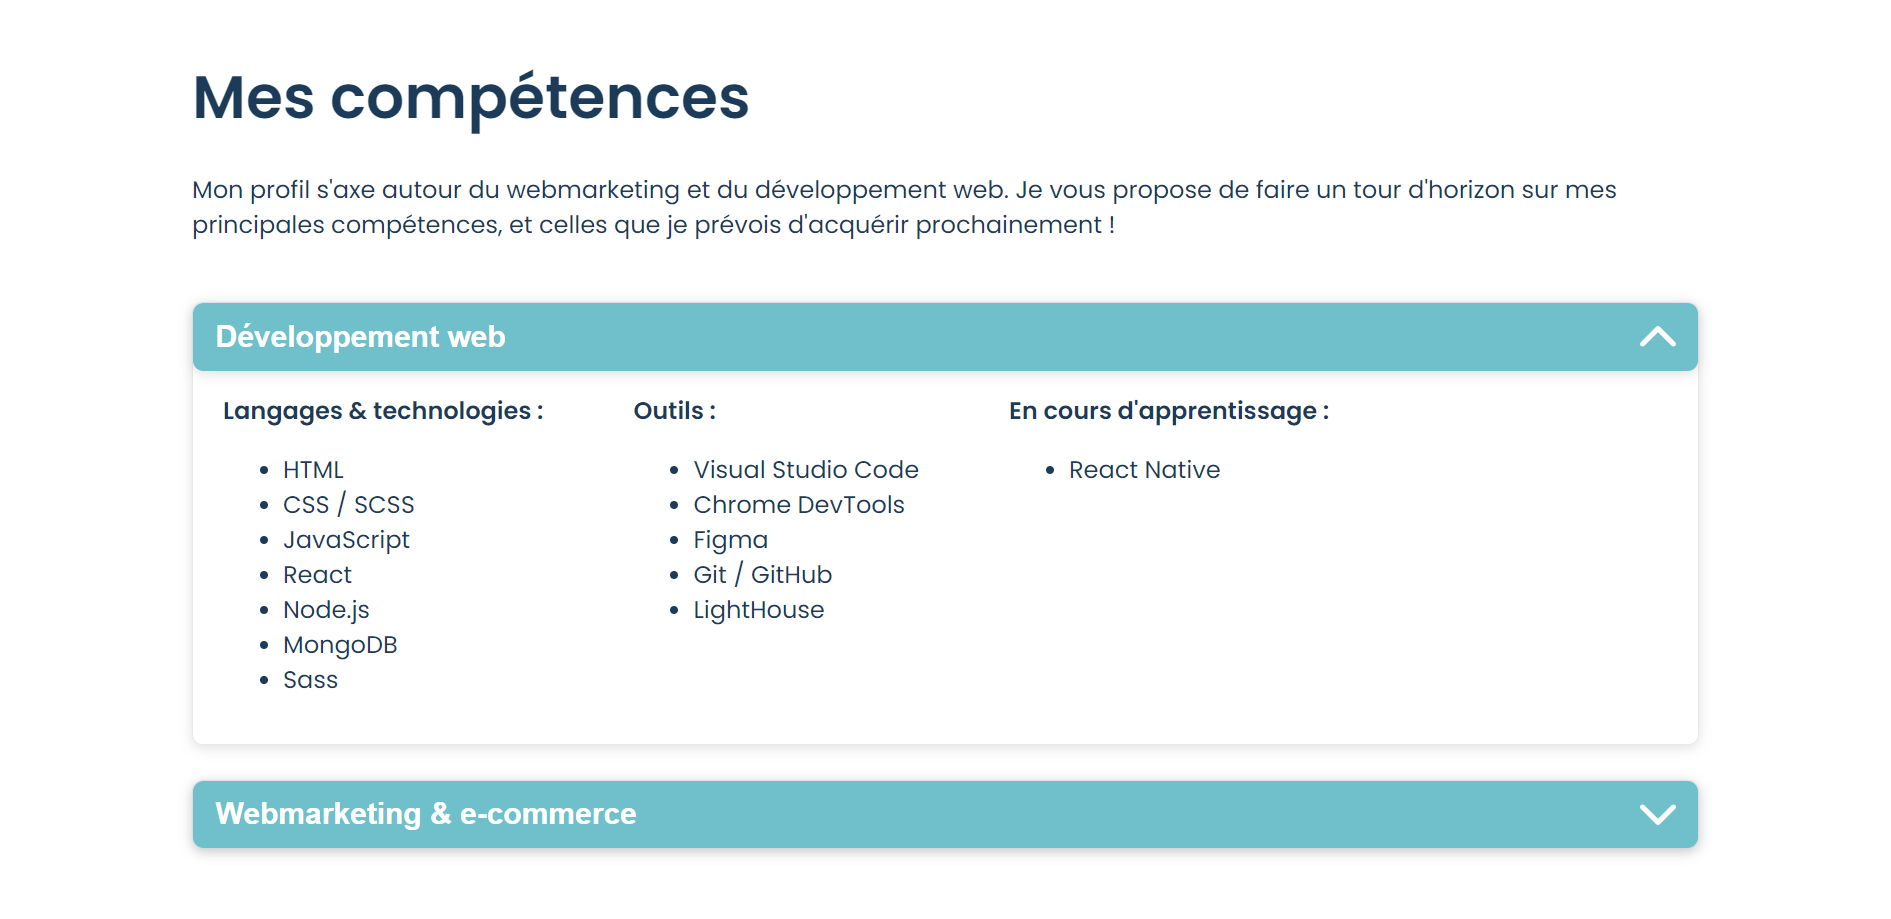 Mes compétences
Mon profil s'axe autour du webmarketing et du développement web. Je vous propose de faire un tour d'horizon sur mes
principales compétences, et celles que je prévois d'acquérir prochainement !
Développement web
Langages & technologies :
HTML
CSS / SCSS
JavaScript
React
Node.js
MongoDB
Sass
Outils :
Visual Studio Code
Chrome DevTools
Figma
Git / GitHub
LightHouse
En cours d'apprentissage :
React Native
Webmarketing & e-commerce